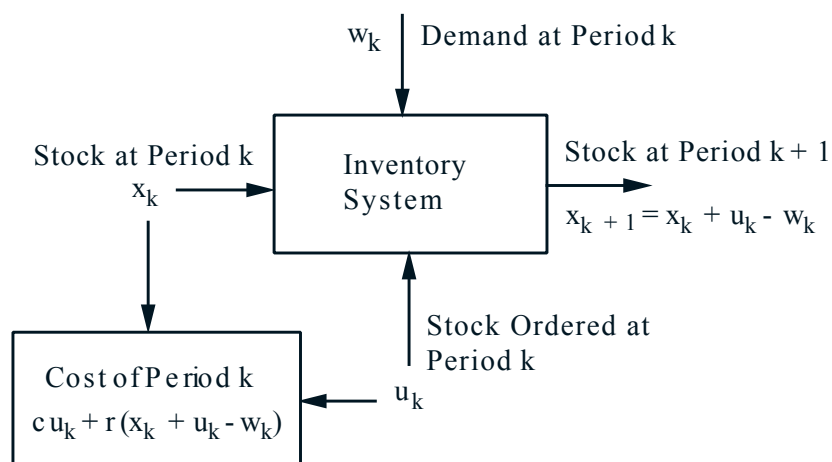 w_k
Demand at Period k
Stock at Period k
x_k
Inventory
System
Stock at Period k + 1
x_{k + 1} = x_k + u_k - w_k
Stock Ordered at
Period k
u_k
Cost of Period k
c u_k + r (x_k + u_k - w_k)